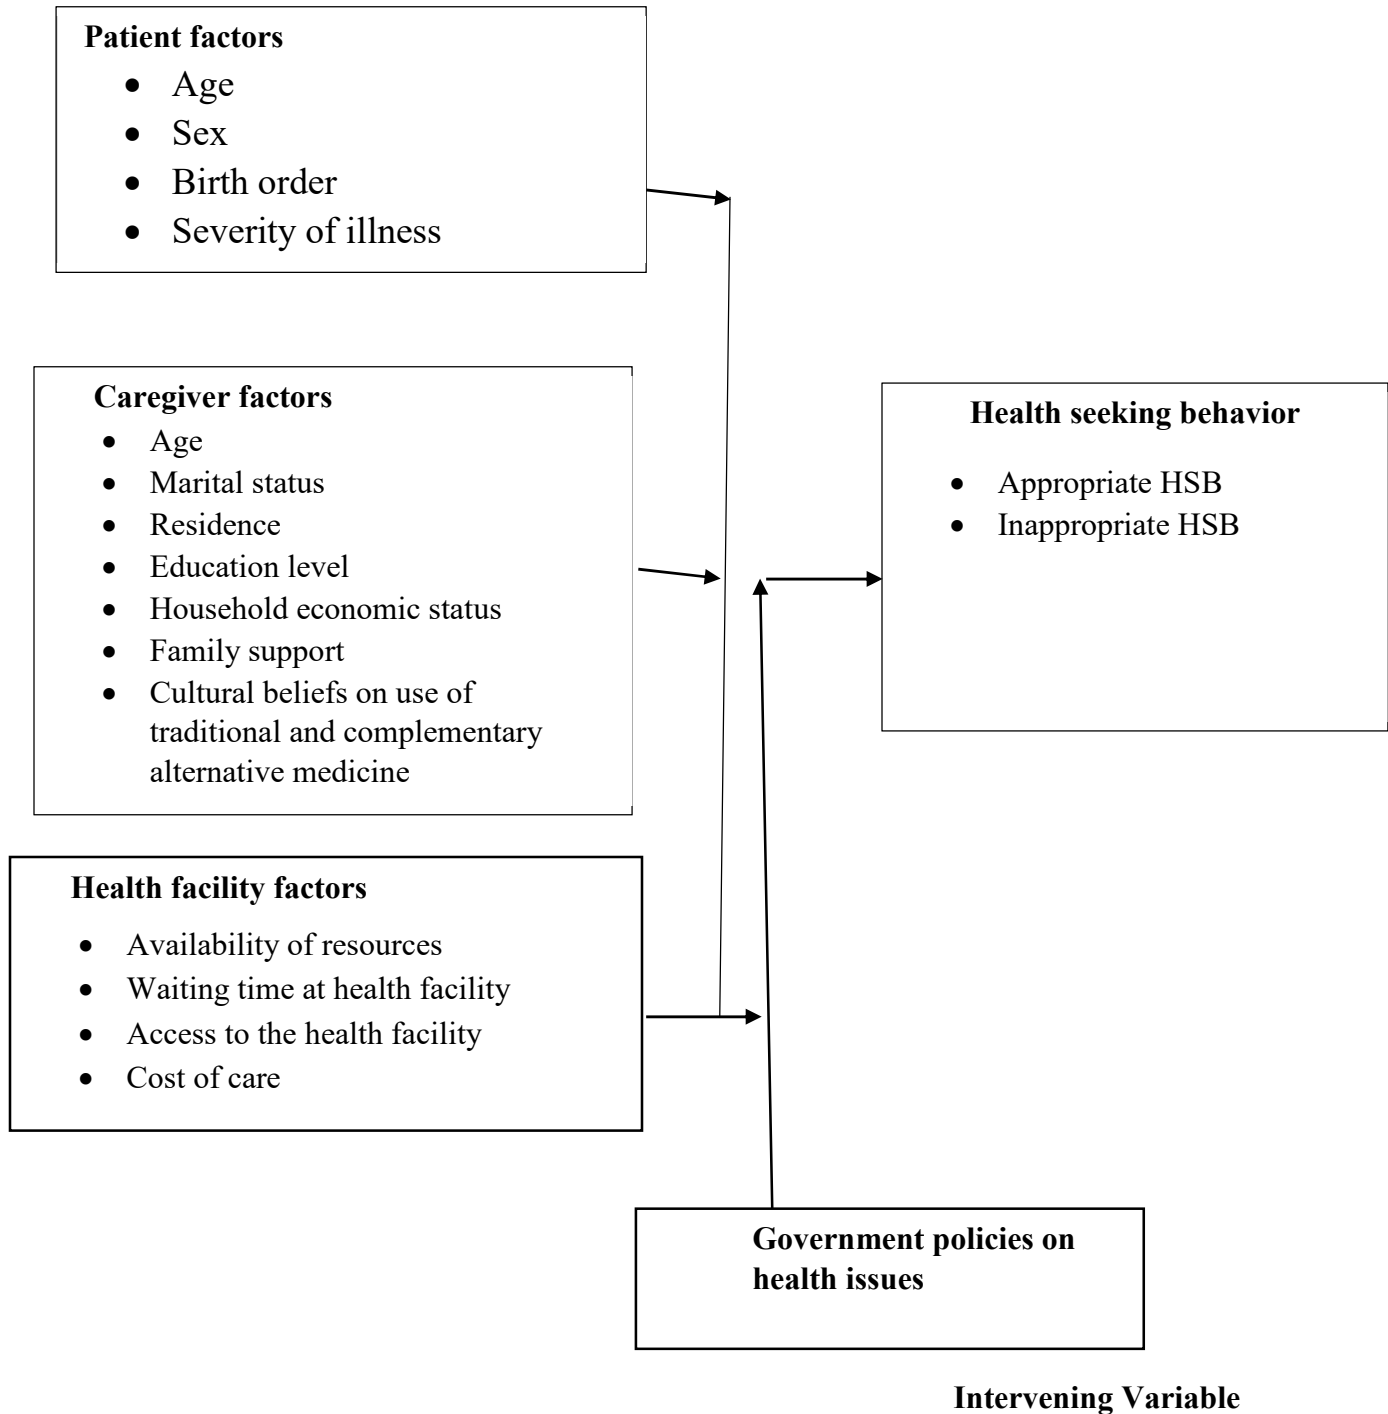 Patient factors
• Age
• Sex
• Birth order
• Severity of illness
Caregiver factors
• Age
• Marital status
• Residence
• Education level
• Household economic status
• Family support
• Cultural beliefs on use of
traditional and complementary
alternative medicine
Health seeking behavior
• Appropriate HSB
• Inappropriate HSB
Health facility factors
• Availability of resources
• Waiting time at health facility
• Access to the health facility
• Cost of care
Government policies on
health issues
Intervening Variable